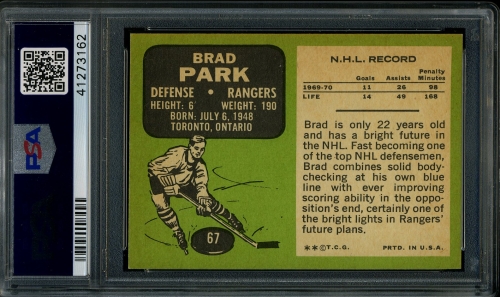 41273162
PSA
BRAD
PARK
DEFENSE • RANGERS
HEIGHT: 6' WEIGHT: 190
BORN: JULY 6, 1948
TORONTO, ONTARIO
67
N.H.L. RECORD
Goals Assists Penalty Minutes
1969-70 11 26 98
LIFE 14 49 168
Brad is only 22 years old
and has a bright future in
the NHL. Fast becoming one
of the top NHL defensemen,
Brad combines solid body-
checking at his own blue
line with ever improving
scoring ability in the oppo-
sition's end, certainly one of
the bright lights in Rangers'
future plans.
**©T.C.G. PRTD. IN U.S.A.